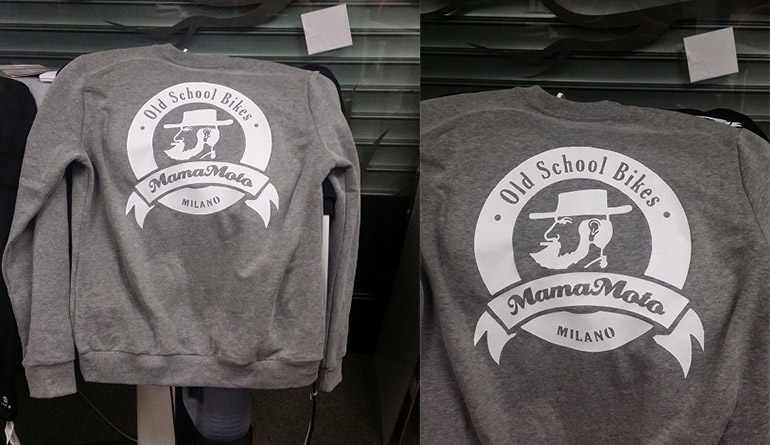 Old School Bikes
MamaMoto
MILANO
Old School Bikes
MamaMoto
MILANO